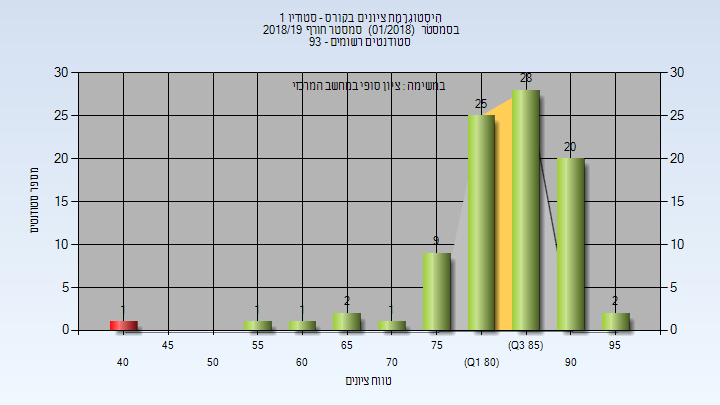 היסטוגרמת ציונים בקורס - סטודיו 1
בסמסטר (01/2018) סמסטר חורף 2018/19
סטודנטים רשומים - 93
במשימה : ציון סופי במחשב המרכזי
מספר סטודנטים
30 25 20 15 10 5 0
30 25 20 15 10 5 0
1 1 1 2 1 9 25 28 20 2
45 55 65 75 (Q3 85) 95
40 50 60 70 (Q1 80) 90
טווח ציונים